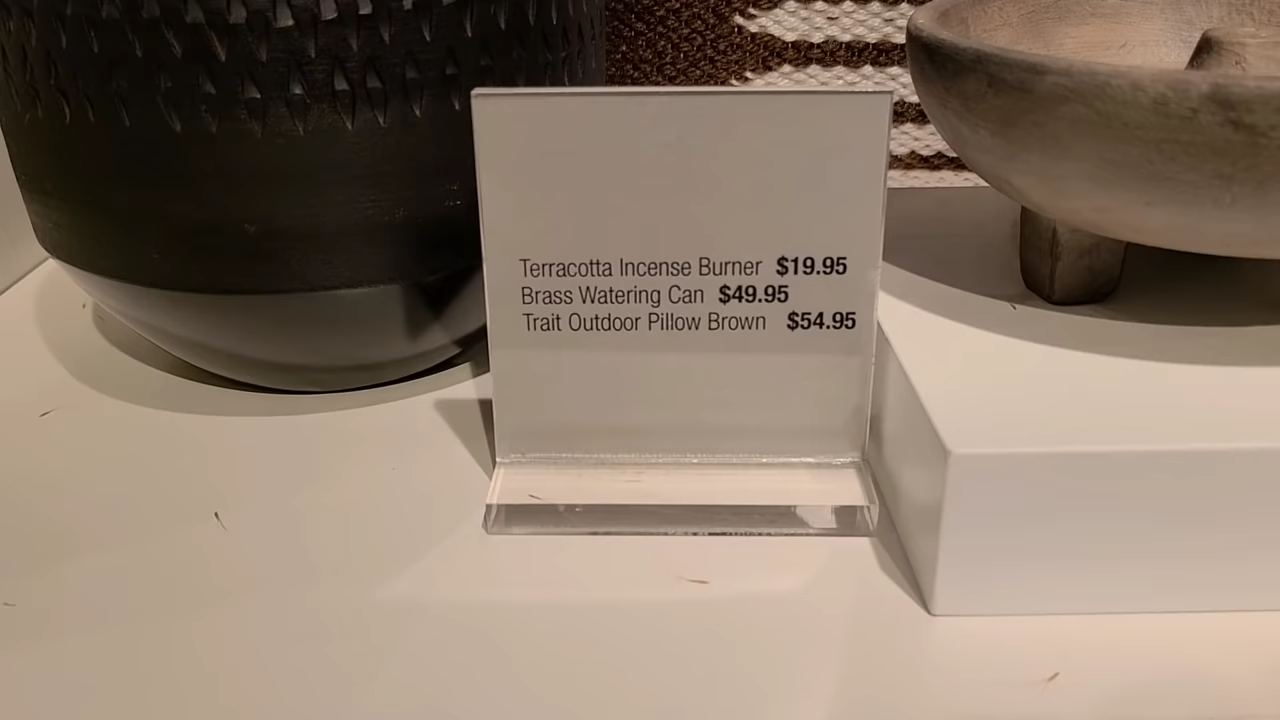 Terracotta Incense Burner $19.95
Brass Watering Can $49.95
Trait Outdoor Pillow Brown $54.95